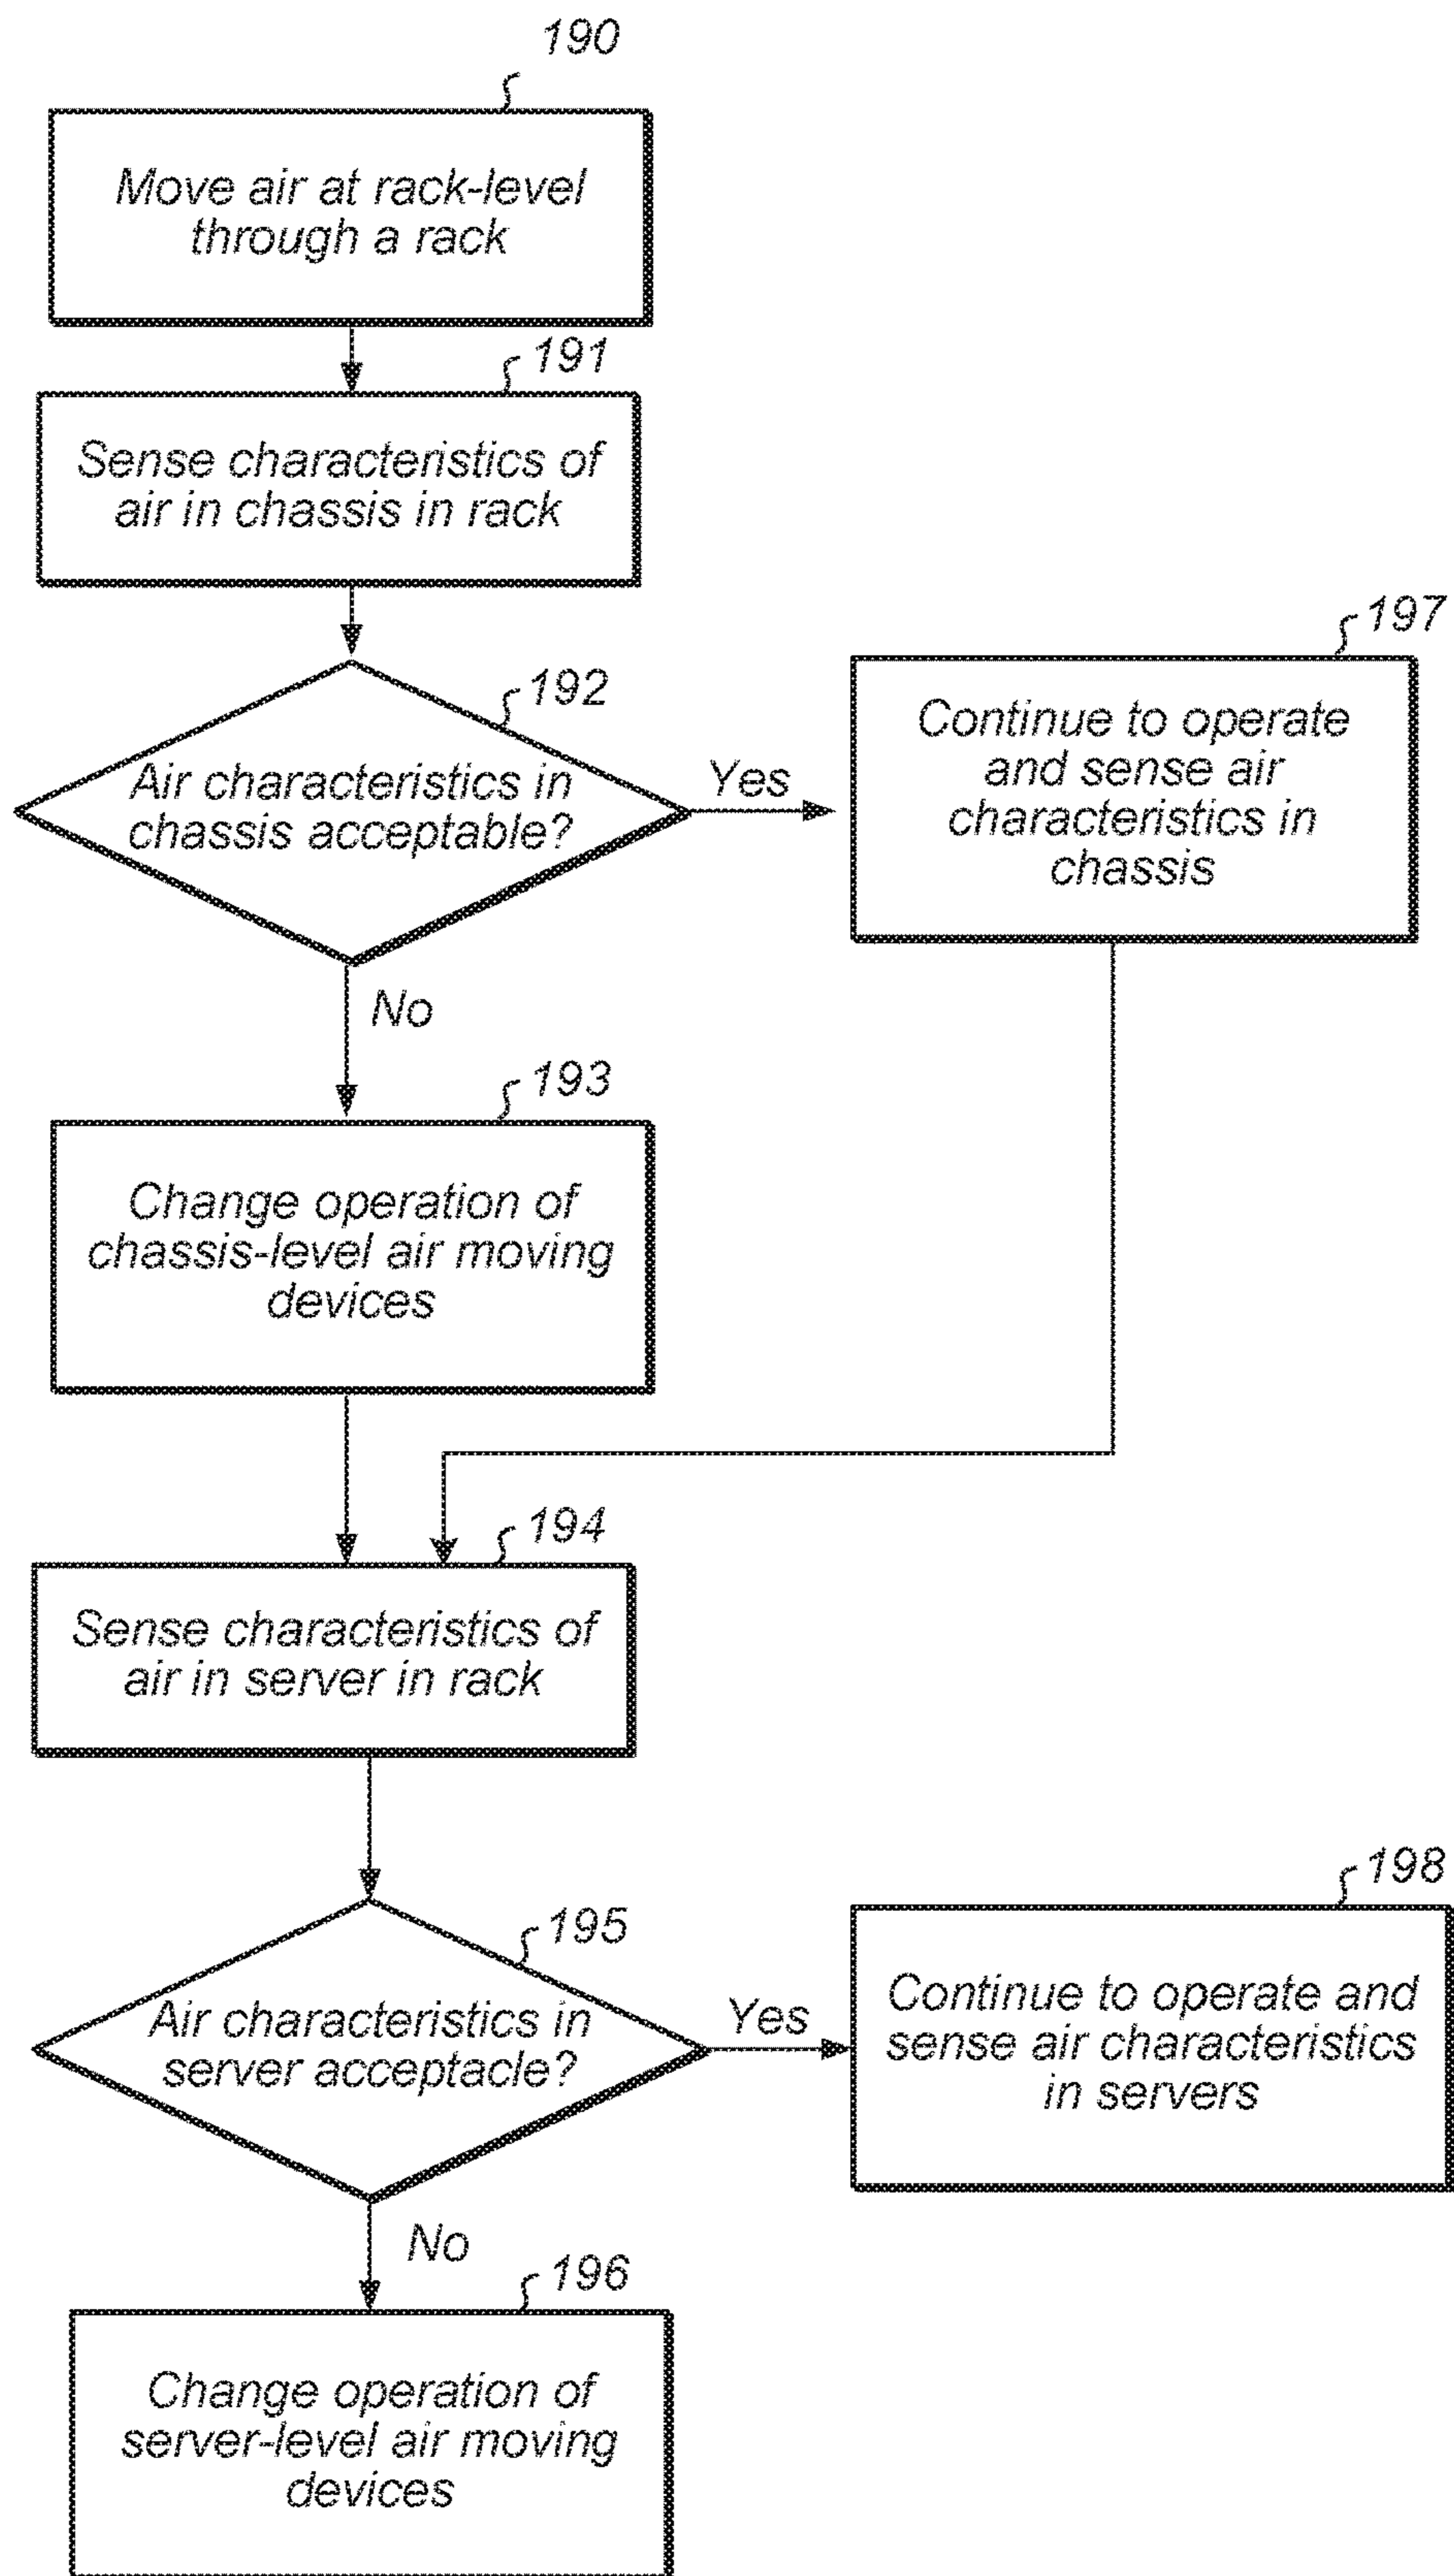 190
Move air at rack-level
through a rack
191
Sense characteristics of
air in chassis in rack
192
Air characteristics in
chassis acceptable?
Yes
197
Continue to operate
and sense air
characteristics in
chassis
No
193
Change operation of
chassis-level air moving
devices
194
Sense characteristics of
air in server in rack
195
Air characteristics in
server acceptacle?
Yes
198
Continue to operate and
sense air characteristics
in servers
No
196
Change operation of
server-level air moving
devices